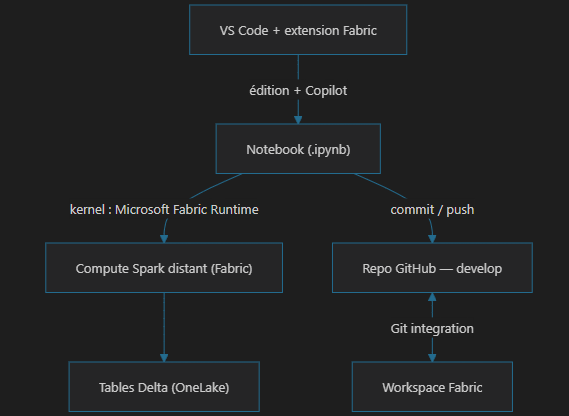 VS Code + extension Fabric
édition + Copilot
Notebook (.ipynb)
kernel : Microsoft Fabric Runtime
commit / push
Compute Spark distant (Fabric)
Repo GitHub — develop
Git integration
Tables Delta (OneLake)
Workspace Fabric